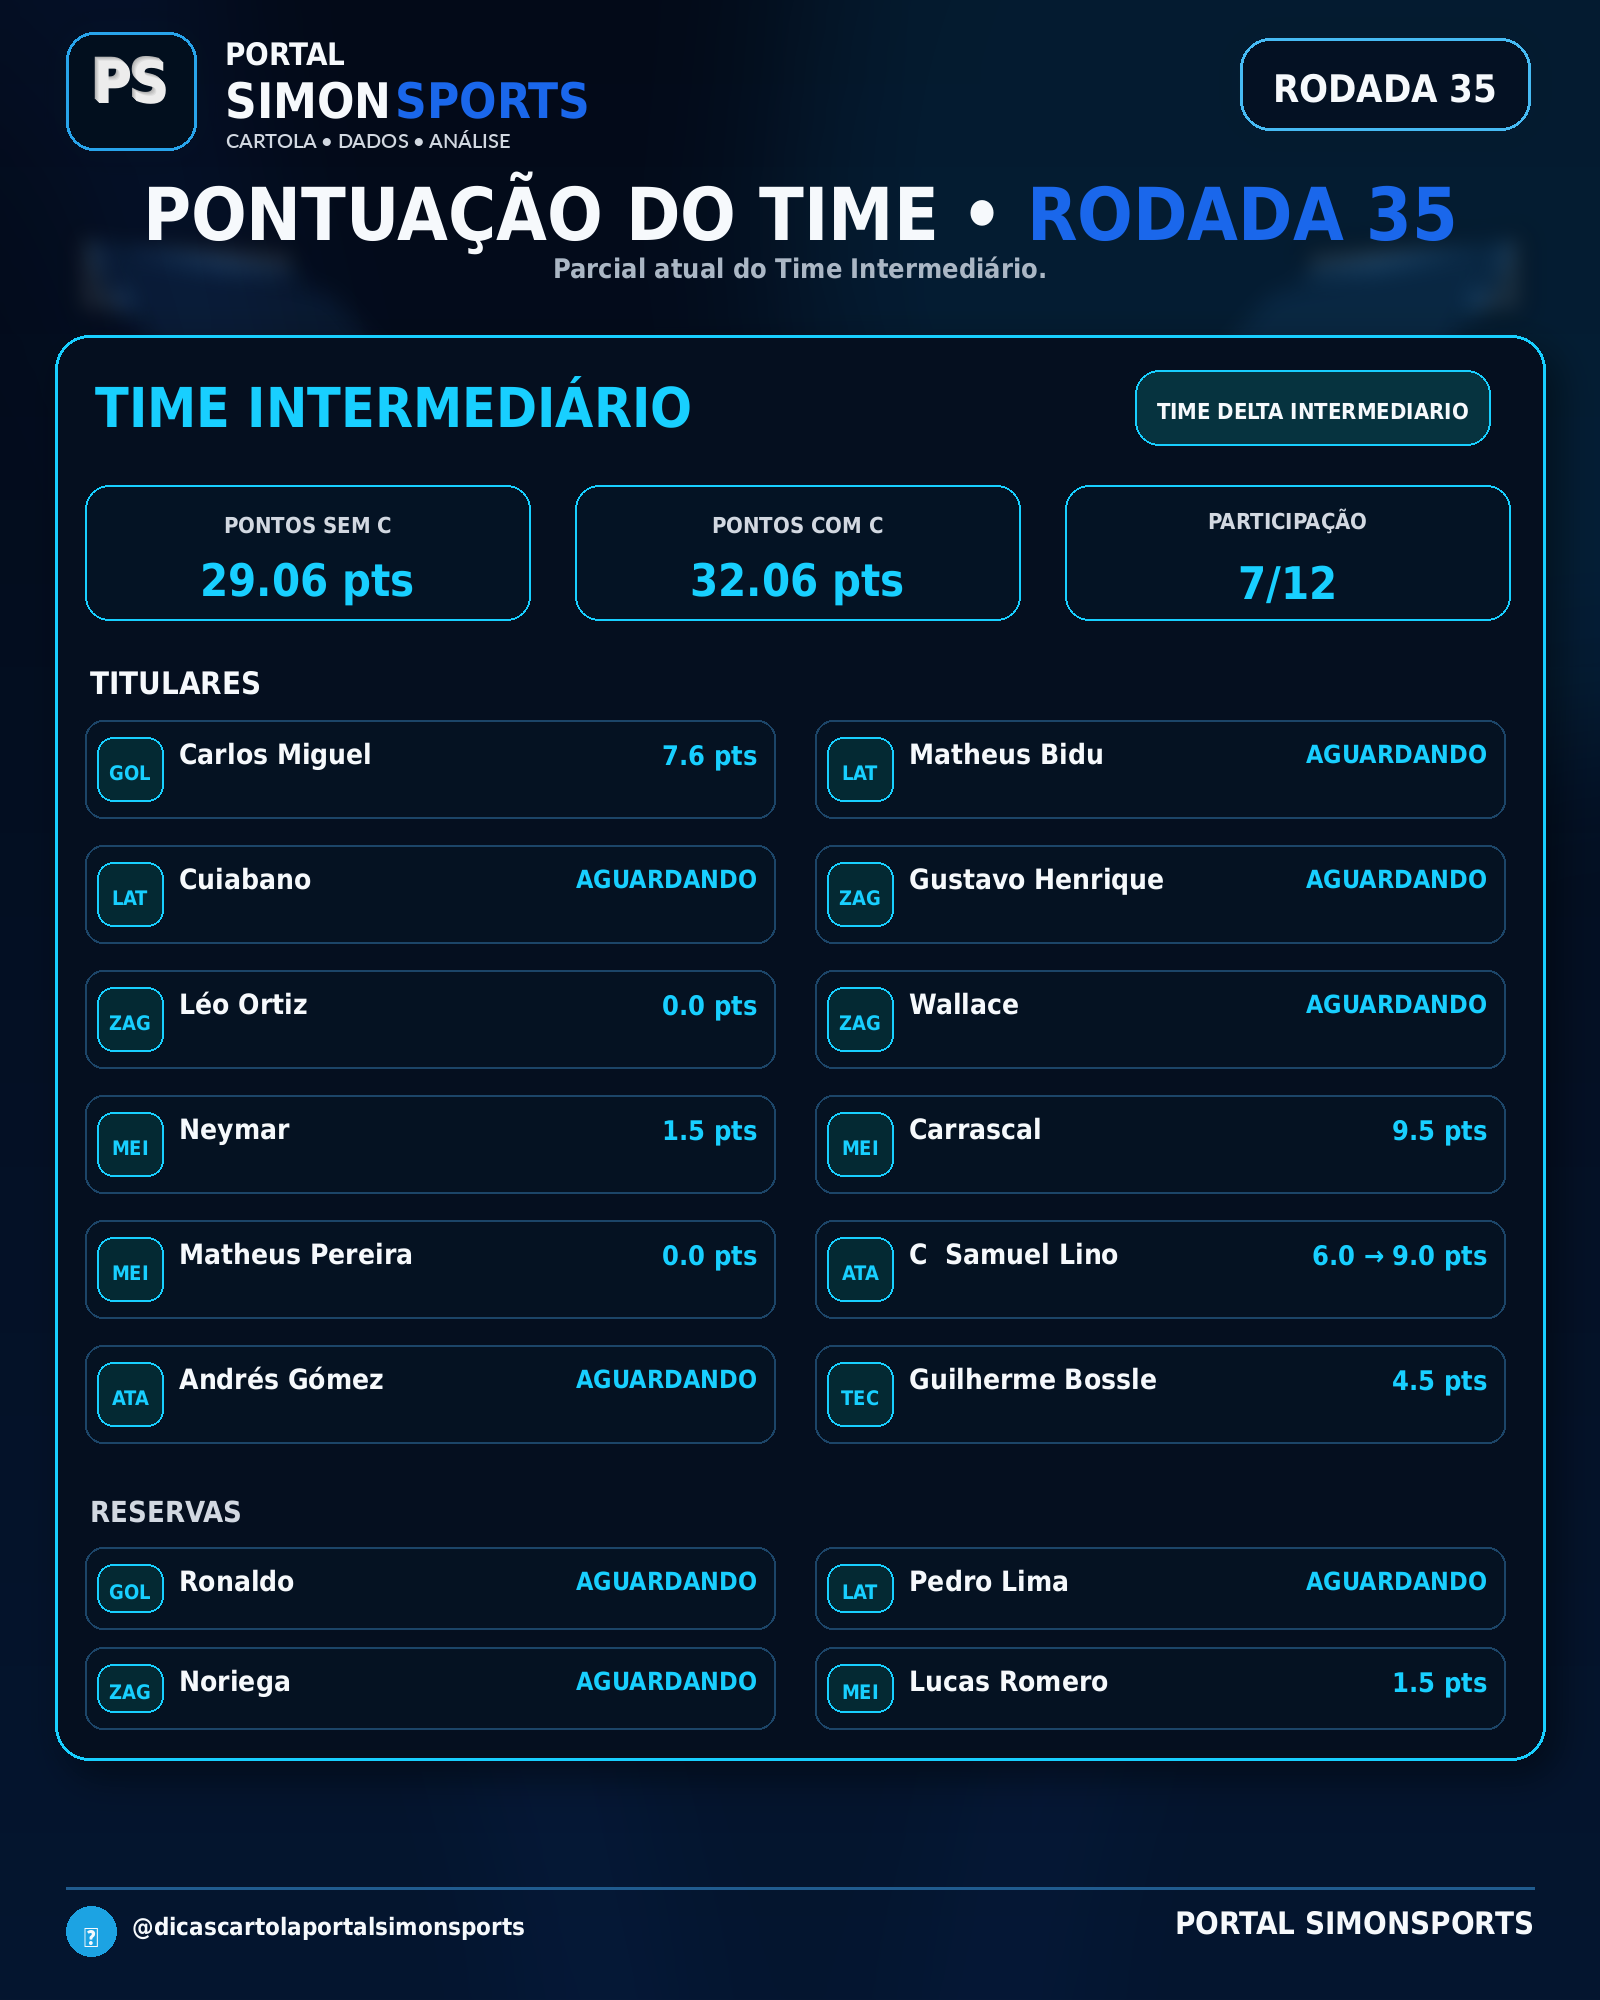 PS
PORTAL
SIMONSPORTS
CARTOLA • DADOS • ANÁLISE
RODADA 35
PONTUAÇÃO DO TIME • RODADA 35
Parcial atual do Time Intermediário.
TIME INTERMEDIÁRIO
TIME DELTA INTERMEDIARIO
PONTOS SEM C
29.06 pts
PONTOS COM C
32.06 pts
PARTICIPAÇÃO
7/12
TITULARES
GOL Carlos Miguel 7.6 pts
LAT Matheus Bidu AGUARDANDO
LAT Cuiabano AGUARDANDO
ZAG Gustavo Henrique AGUARDANDO
ZAG Léo Ortiz 0.0 pts
ZAG Wallace AGUARDANDO
MEI Neymar 1.5 pts
MEI Carrascal 9.5 pts
MEI Matheus Pereira 0.0 pts
ATA C Samuel Lino 6.0 → 9.0 pts
ATA Andrés Gómez AGUARDANDO
TEC Guilherme Bossle 4.5 pts
RESERVAS
GOL Ronaldo AGUARDANDO
LAT Pedro Lima AGUARDANDO
ZAG Noriega AGUARDANDO
MEI Lucas Romero 1.5 pts
@dicascartolaportalsimonsports
PORTAL SIMONSPORTS